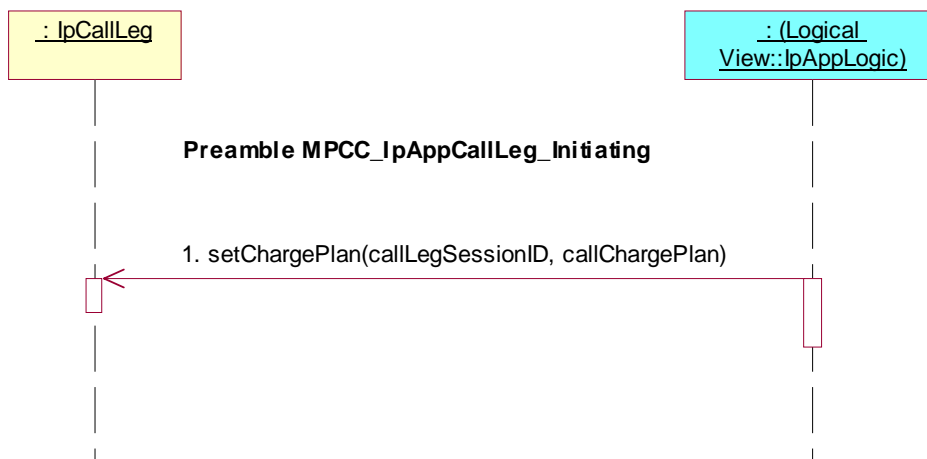 : IpCallLeg
: (Logical
View::IpAppLogic)
Preamble MPCC_IpAppCallLeg_Initiating
1. setChargePlan(callLegSessionID, callChargePlan)